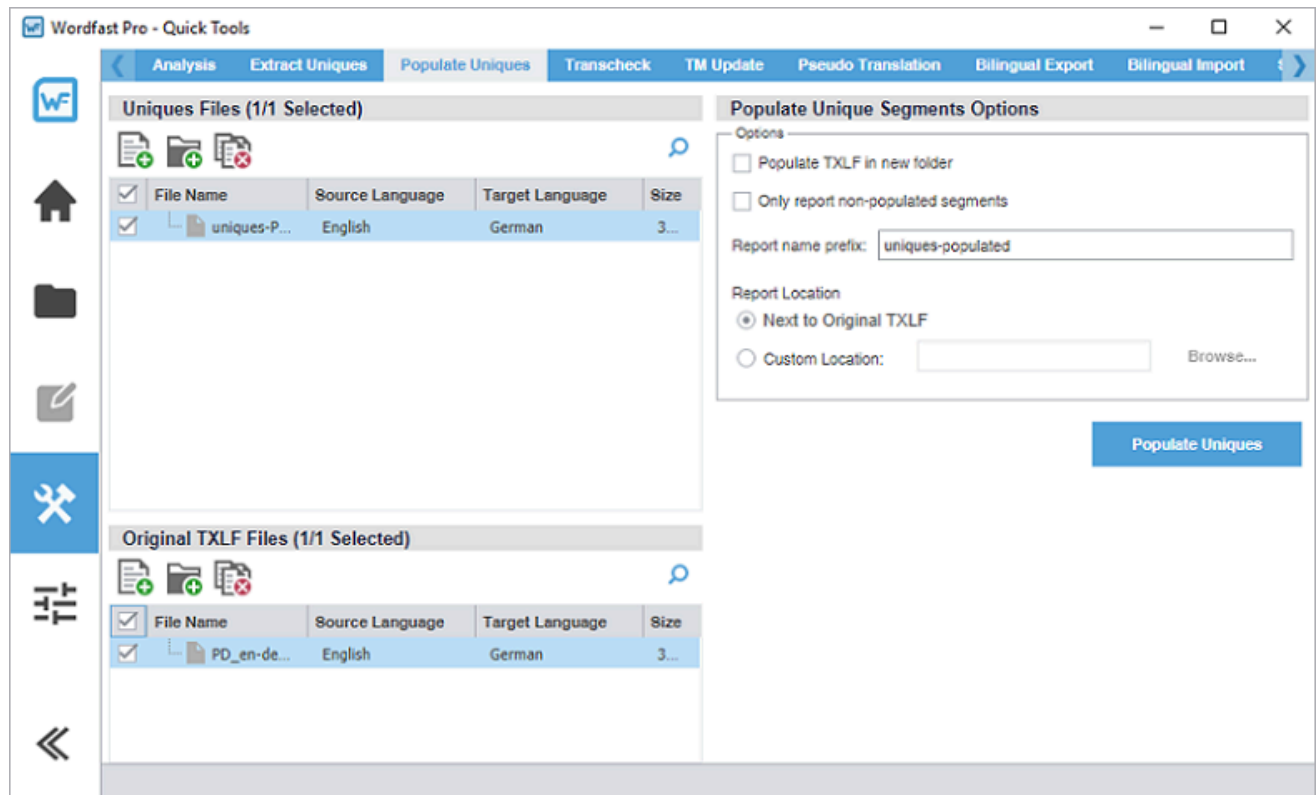 Wordfast Pro - Quick Tools
Analysis Extract Uniques Populate Uniques Transcheck TM Update Pseudo Translation Bilingual Export Bilingual Import
WF
Uniques Files (1/1 Selected)
File Name Source Language Target Language Size
uniques-P... English German 3...
Original TXLF Files (1/1 Selected)
File Name Source Language Target Language Size
PD_en-de... English German 3...
Populate Unique Segments Options
Options
Populate TXLF in new folder
Only report non-populated segments
Report name prefix: uniques-populated
Report Location
Next to Original TXLF
Custom Location: Browse...
Populate Uniques